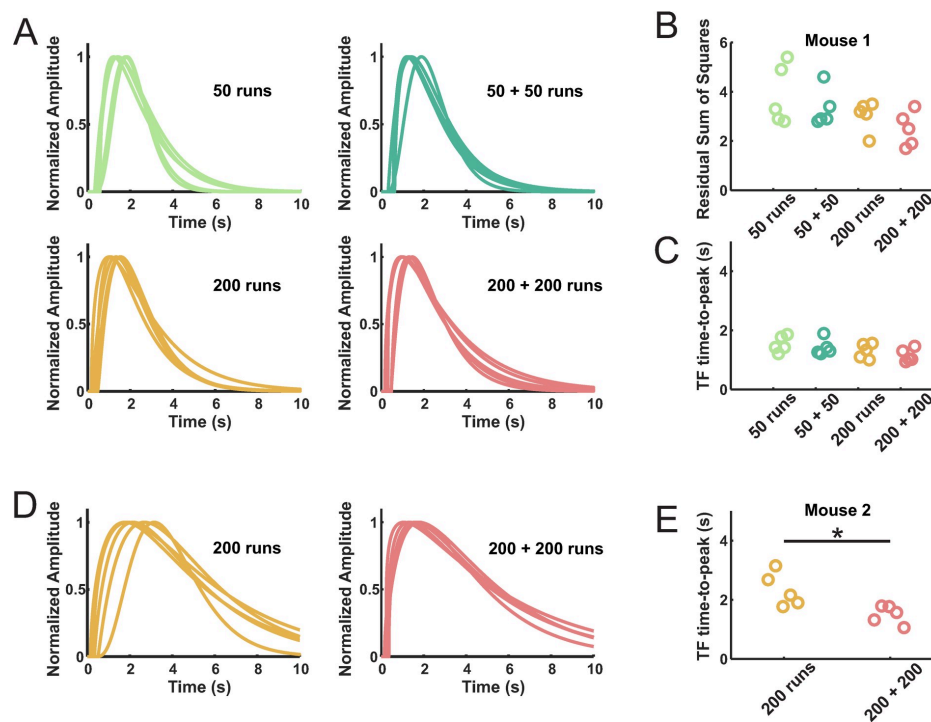 A
Normalized Amplitude
1
0.5
0
50 runs
0 2 4 6 8 10
Time (s)
Normalized Amplitude
1
0.5
0
50 + 50 runs
0 2 4 6 8 10
Time (s)
Normalized Amplitude
1
0.5
0
200 runs
0 2 4 6 8 10
Time (s)
Normalized Amplitude
1
0.5
0
200 + 200 runs
0 2 4 6 8 10
Time (s)
B
Mouse 1
Residual Sum of Squares
6
4
2
0
50 runs
50 + 50
200 runs
200 + 200
C
TF time-to-peak (s)
4
2
0
50 runs
50 + 50
200 runs
200 + 200
D
Normalized Amplitude
1
0.5
0
200 runs
0 2 4 6 8 10
Time (s)
Normalized Amplitude
1
0.5
0
200 + 200 runs
0 2 4 6 8 10
Time (s)
E
Mouse 2
*
TF time-to-peak (s)
4
2
0
200 runs
200 + 200